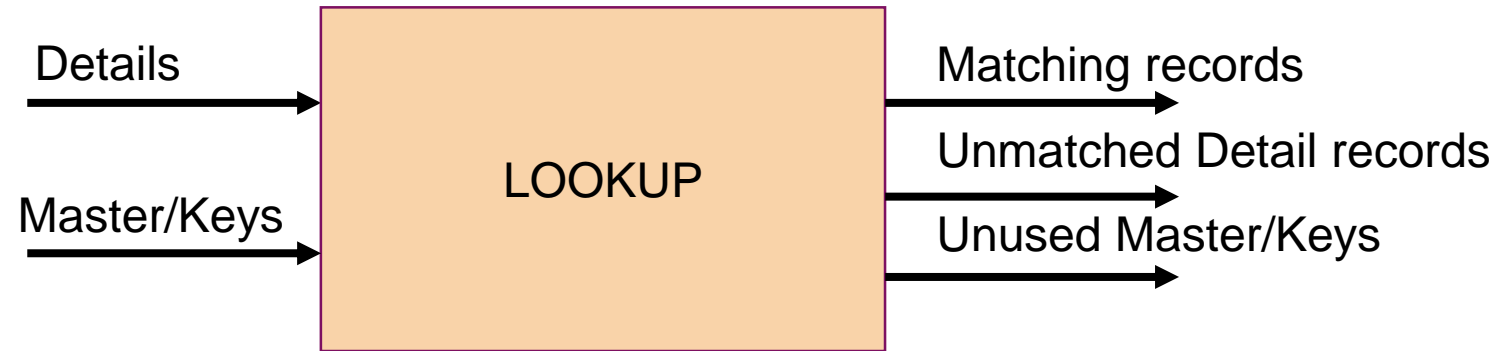 Details
Master/Keys
LOOKUP
Matching records
Unmatched Detail records
Unused Master/Keys